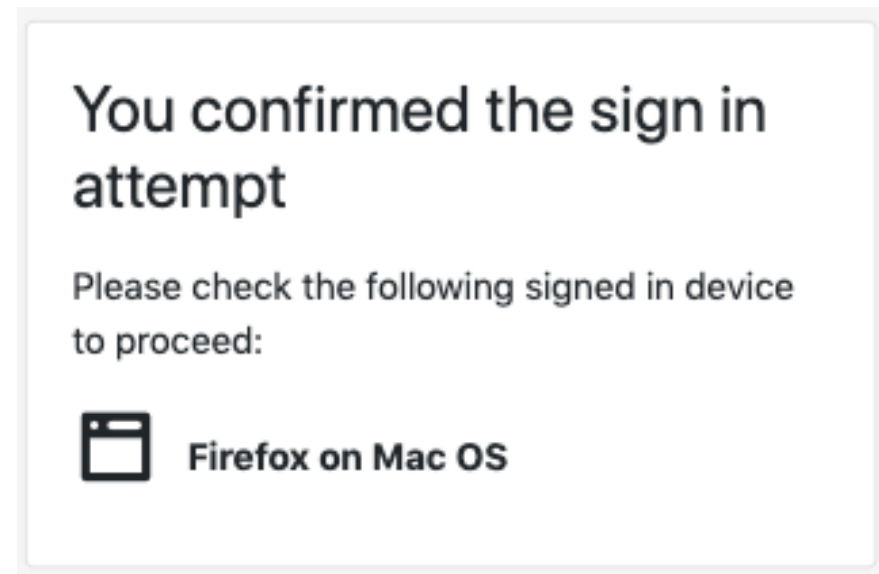 You confirmed the sign in
attempt
Please check the following signed in device
to proceed:
Firefox on Mac OS